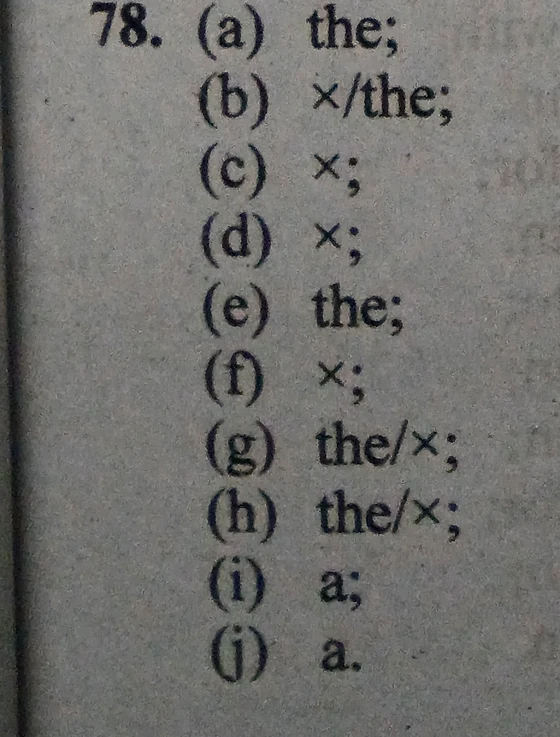 78. (a) the;
(b) ×/the;
(c) ×;
(d) ×;
(e) the;
(f) ×;
(g) the/×;
(h) the/×;
(i) a;
(j) a.